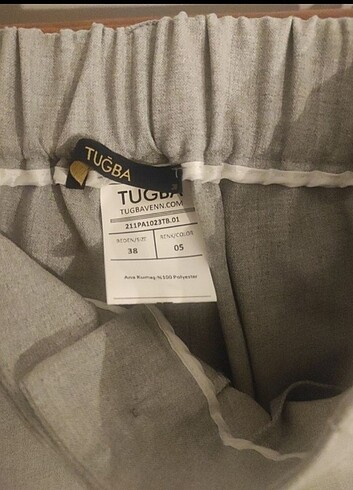 TUĞBA
TUĞBA
TUGBAVENN.COM
211PA1023TB.01
BEDEN/SIZE RENK/COLOR
38 05
Ana Kumaş/%100 Polyester